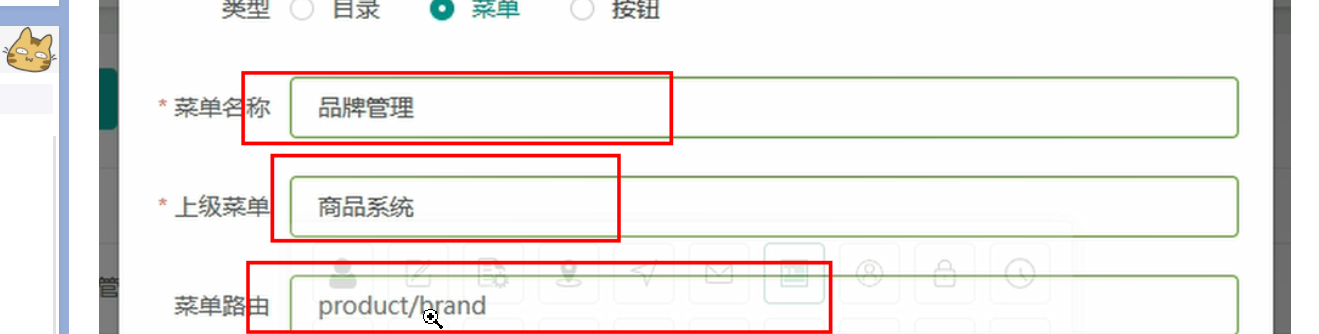 类型 目录 菜单 按钮
* 菜单名称 品牌管理
* 上级菜单 商品系统
管
菜单路由 product/brand